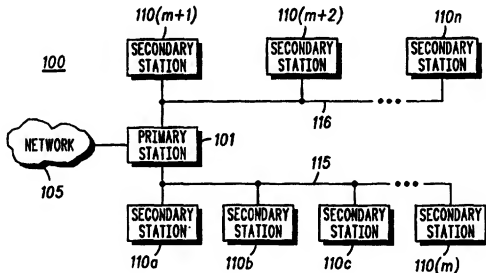 110(m+1)
110(m+2)
110n
100
SECONDARY
STATION
SECONDARY
STATION
SECONDARY
STATION
116
NETWORK
105
PRIMARY
STATION
101
115
SECONDARY
STATION
SECONDARY
STATION
SECONDARY
STATION
SECONDARY
STATION
110a
110b
110c
110(m)